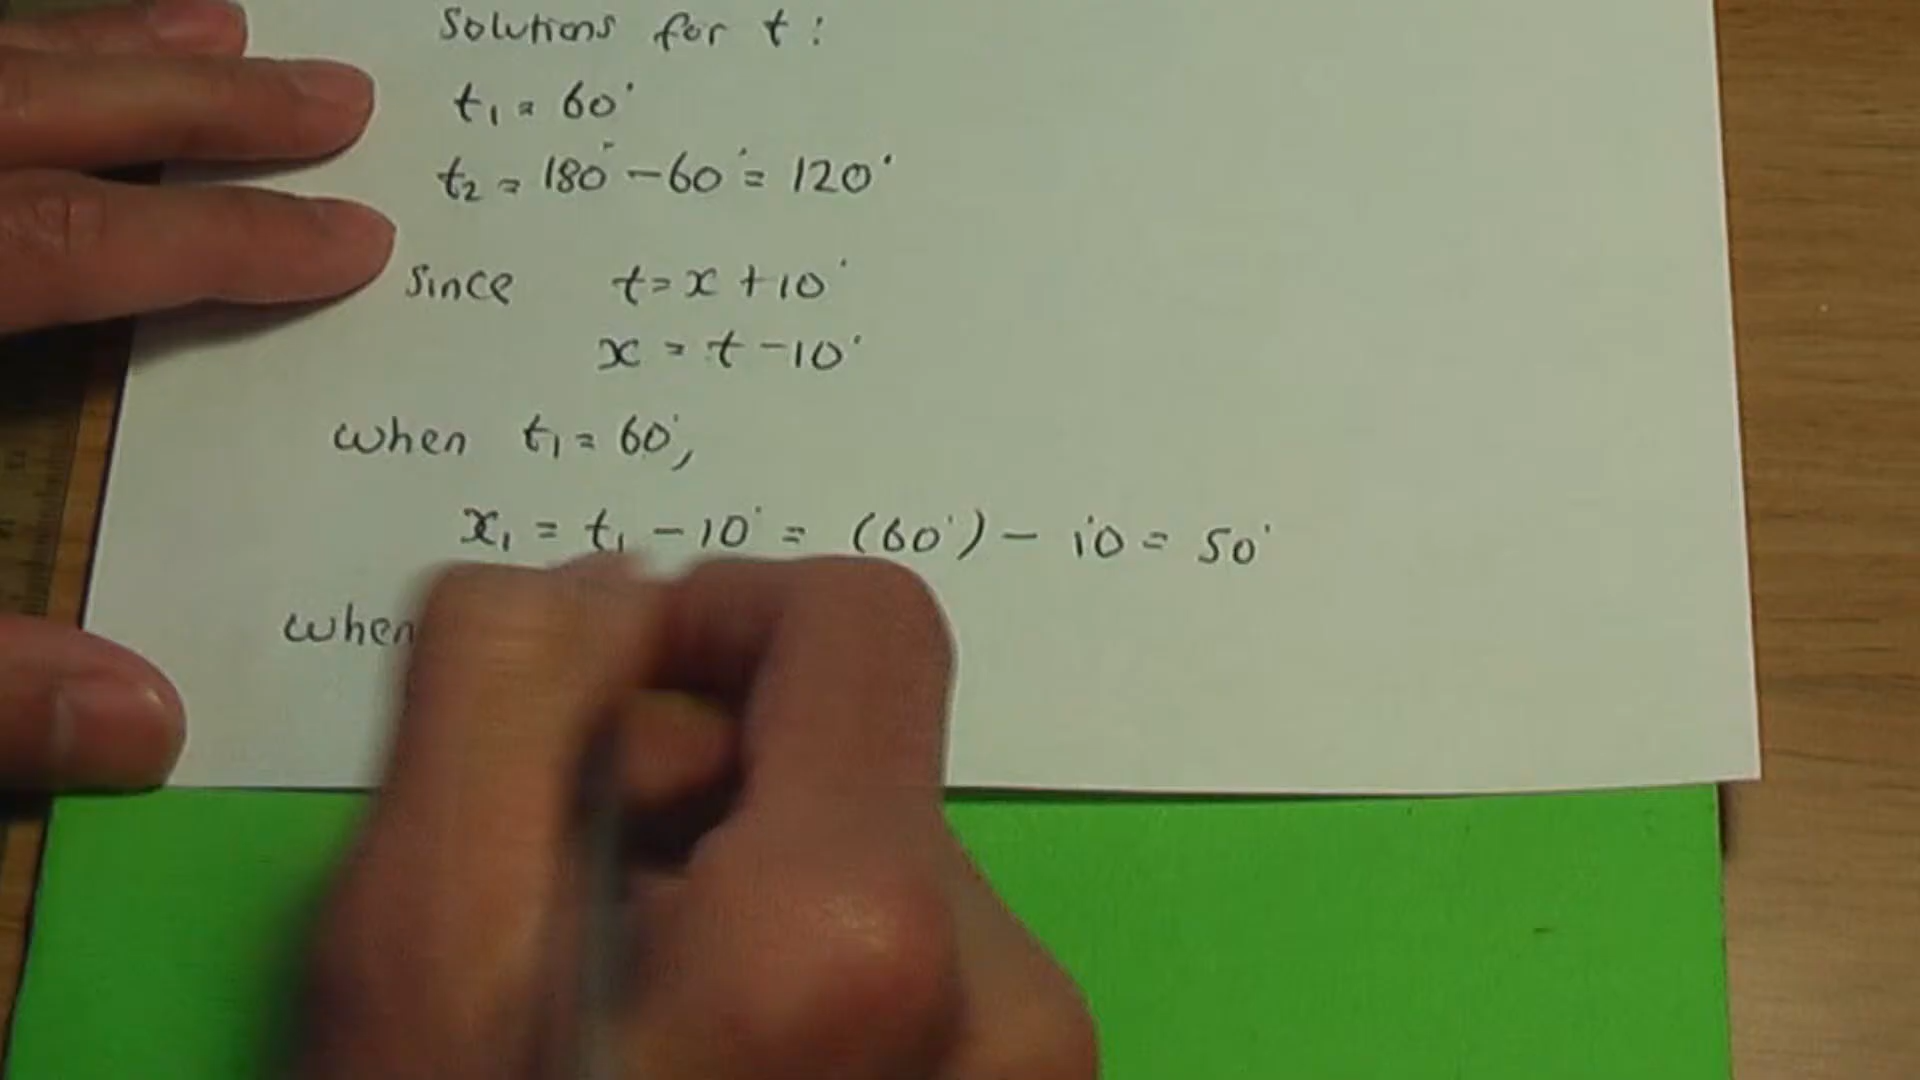 Solutions for t:
t₁ = 60°
t₂ = 180° - 60° = 120°
Since t = x + 10°
x = t - 10°
when t₁ = 60°,
x₁ = t₁ - 10° = (60°) - 10 = 50°
when